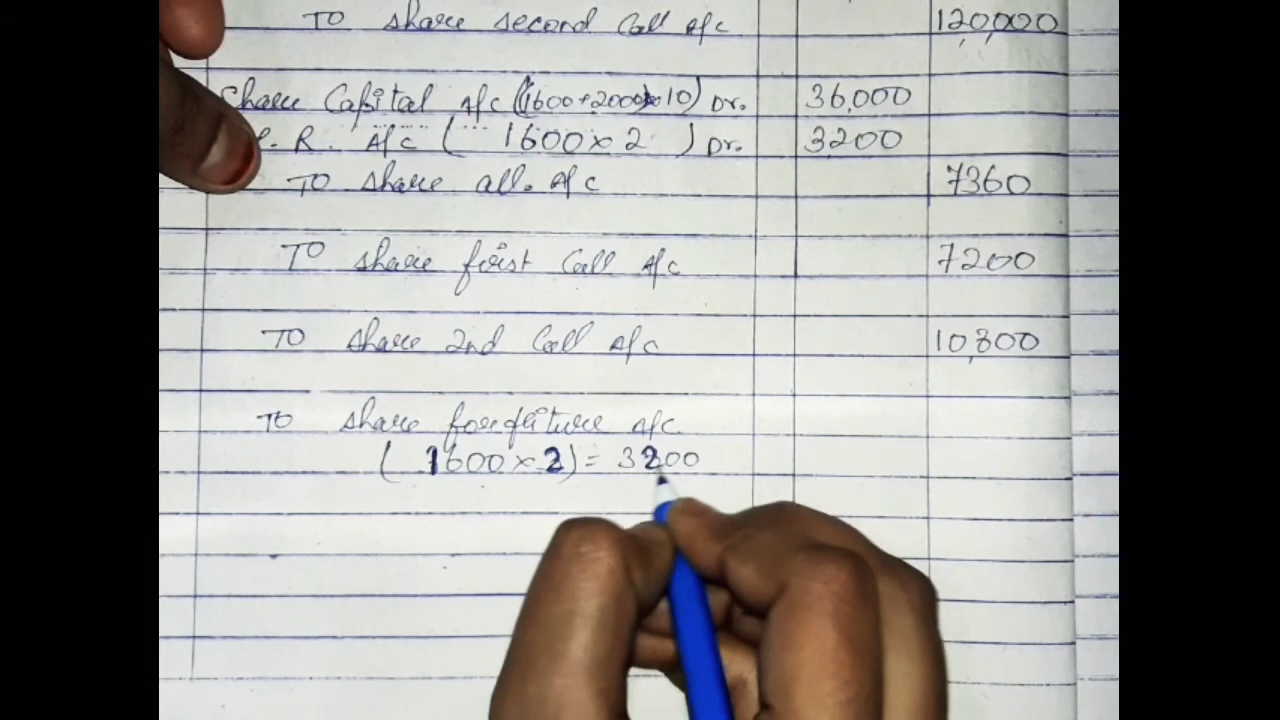 To share second Call A/c 120,000
Share Capital A/c ((1600+2000)×10) Dr. 36,000
R. A/c ( 1600×2 ) Dr. 3200
To share all. A/c 7360
To share first Call A/c 7200
To share 2nd Call A/c 10,800
To share forfeiture A/c.
( 1600×2) = 3200